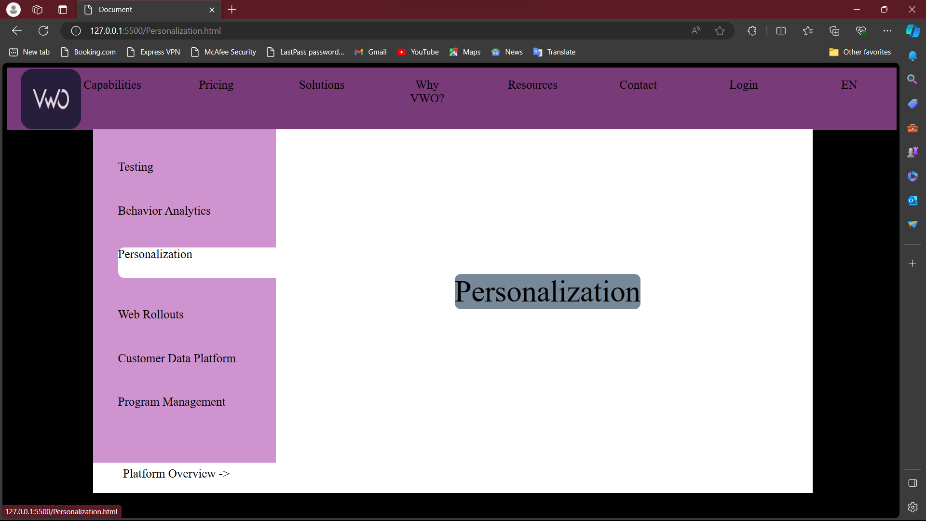 Document
127.0.0.1:5500/Personalization.html
New tab
Booking.com
Express VPN
McAfee Security
LastPass password...
Gmail
YouTube
Maps
News
Translate
Other favorites
VWO
Capabilities
Pricing
Solutions
Why
VWO?
Resources
Contact
Login
EN
Testing
Behavior Analytics
Personalization
Web Rollouts
Customer Data Platform
Program Management
Personalization
Platform Overview ->
127.0.0.1:5500/Personalization.html